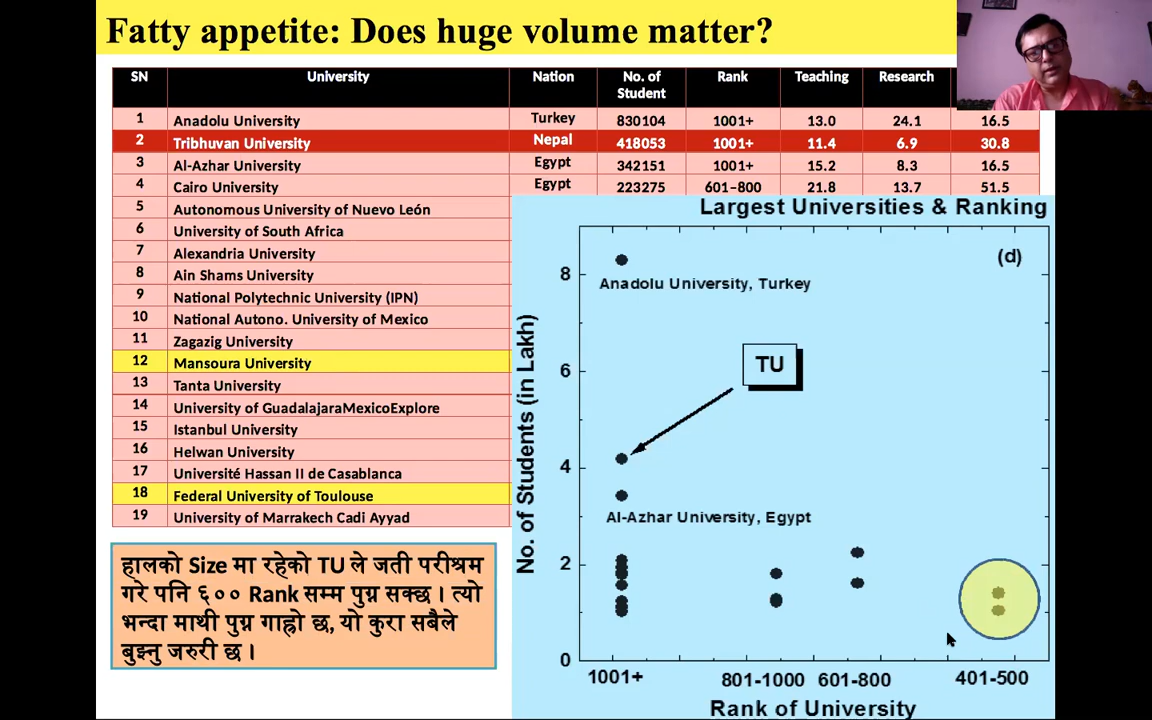 Fatty appetite: Does huge volume matter?
SN University Nation No. of Student Rank Teaching Research
1 Anadolu University Turkey 830104 1001+ 13.0 24.1 16.5
2 Tribhuvan University Nepal 418053 1001+ 11.4 6.9 30.8
3 Al-Azhar University Egypt 342151 1001+ 15.2 8.3 16.5
4 Cairo University Egypt 223275 601–800 21.8 13.7 51.5
5 Autonomous University of Nuevo León
6 University of South Africa
7 Alexandria University
8 Ain Shams University
9 National Polytechnic University (IPN)
10 National Autono. University of Mexico
11 Zagazig University
12 Mansoura University
13 Tanta University
14 University of GuadalajaraMexicoExplore
15 Istanbul University
16 Helwan University
17 Université Hassan II de Casablanca
18 Federal University of Toulouse
19 University of Marrakech Cadi Ayyad
हालको Size मा रहेको TU ले जती परीश्रम
गरे पनि ६०० Rank सम्म पुग्न सक्छ । त्यो
भन्दा माथी पुग्न गाह्रो छ, यो कुरा सबैले
बुझ्नु जरुरी छ ।
Largest Universities & Ranking
(d)
8
Anadolu University, Turkey
TU
6
4
Al-Azhar University, Egypt
2
0
No. of Students (in Lakh)
1001+ 801-1000 601-800 401-500
Rank of University